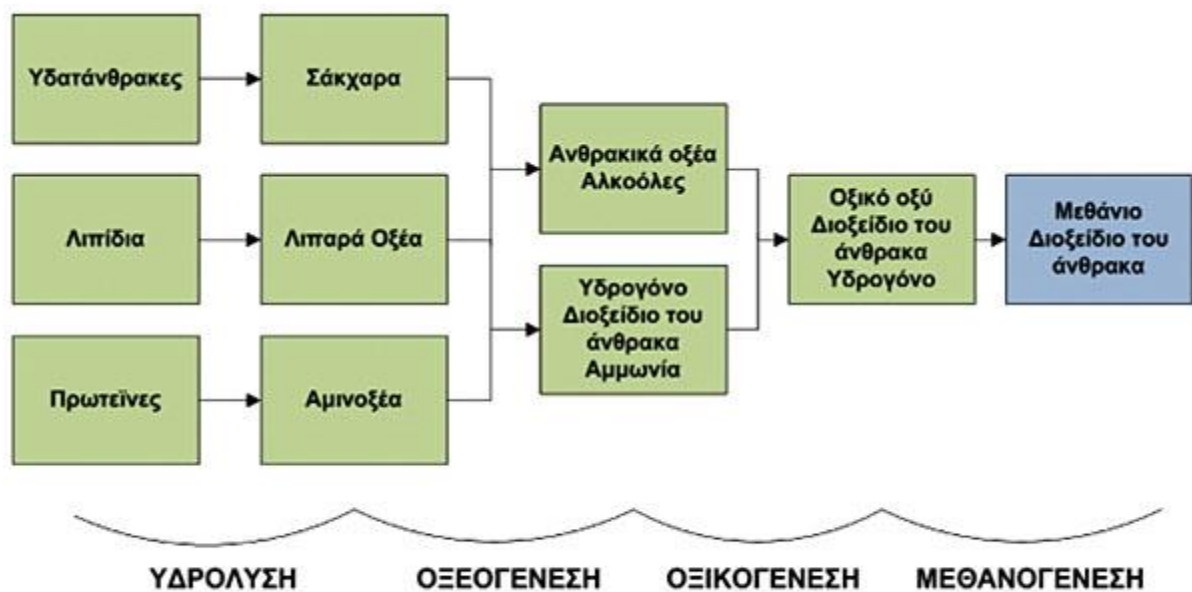 Υδατάνθρακες
Σάκχαρα
Λιπίδια
Λιπαρά Οξέα
Πρωτεϊνες
Αμινοξέα
Ανθρακικά οξέα
Αλκοόλες
Υδρογόνο
Διοξείδιο του
άνθρακα
Αμμωνία
Οξικό οξύ
Διοξείδιο του
άνθρακα
Υδρογόνο
Μεθάνιο
Διοξείδιο του
άνθρακα
ΥΔΡΟΛΥΣΗ
ΟΞΕΟΓΕΝΕΣΗ
ΟΞΙΚΟΓΕΝΕΣΗ
ΜΕΘΑΝΟΓΕΝΕΣΗ